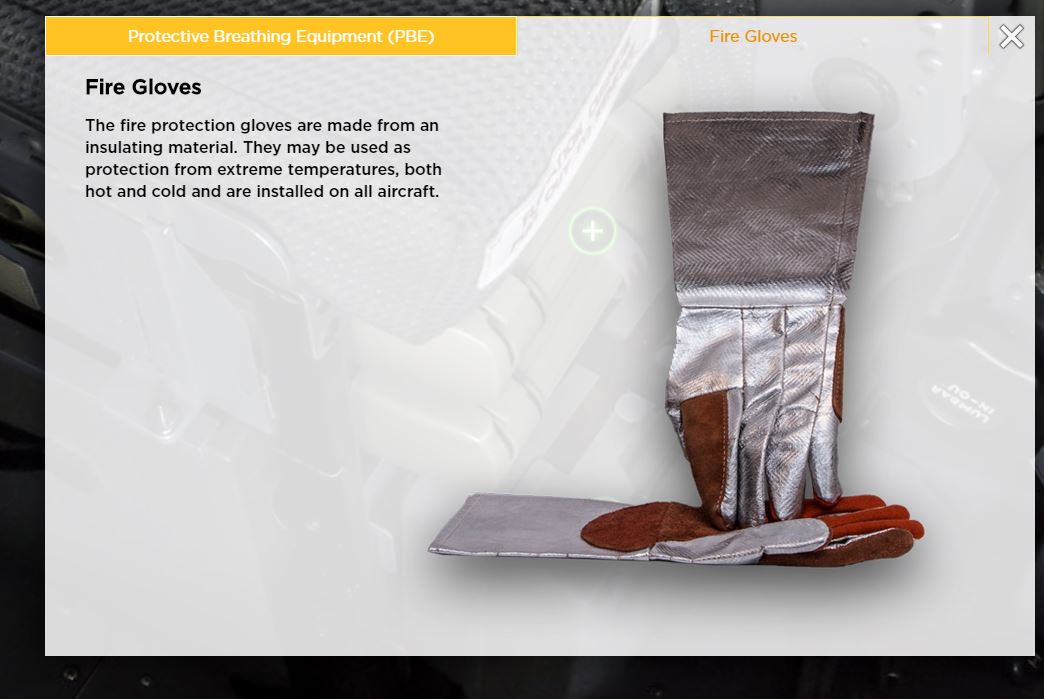 Protective Breathing Equipment (PBE)
Fire Gloves
Fire Gloves
The fire protection gloves are made from an
insulating material. They may be used as
protection from extreme temperatures, both
hot and cold and are installed on all aircraft.
LUMBAR
IN-OU